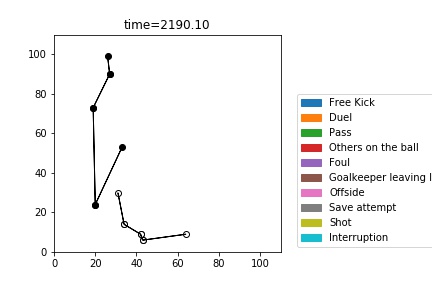 time=2190.10
100
80
60
40
20
0
0 20 40 60 80 100
Free Kick
Duel
Pass
Others on the ball
Foul
Goalkeeper leaving l
Offside
Save attempt
Shot
Interruption